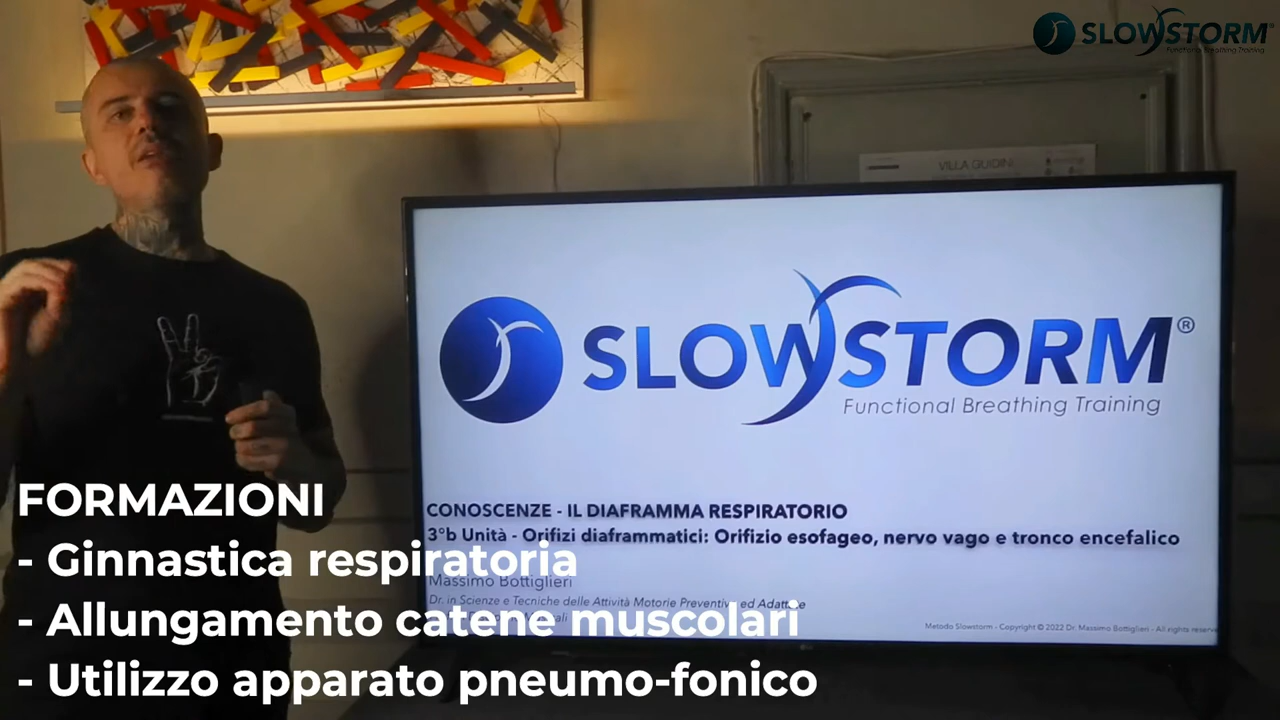 SLOWSTORM®
Functional Breathing Training
VILLA GUIDINI
SLOWSTORM®
Functional Breathing Training
CONOSCENZE - IL DIAFRAMMA RESPIRATORIO
3°b Unità - Orifizi diaframmatici: Orifizio esofageo, nervo vago e tronco encefalico
Massimo Bottiglieri
Dr. in Scienze e Tecniche delle Attività Motorie Preventive ed Adattate
Metodo Slowstorm - Copyright © 2022 Dr. Massimo Bottiglieri - All rights reserve
FORMAZIONI
- Ginnastica respiratoria
- Allungamento catene muscolari
- Utilizzo apparato pneumo-fonico